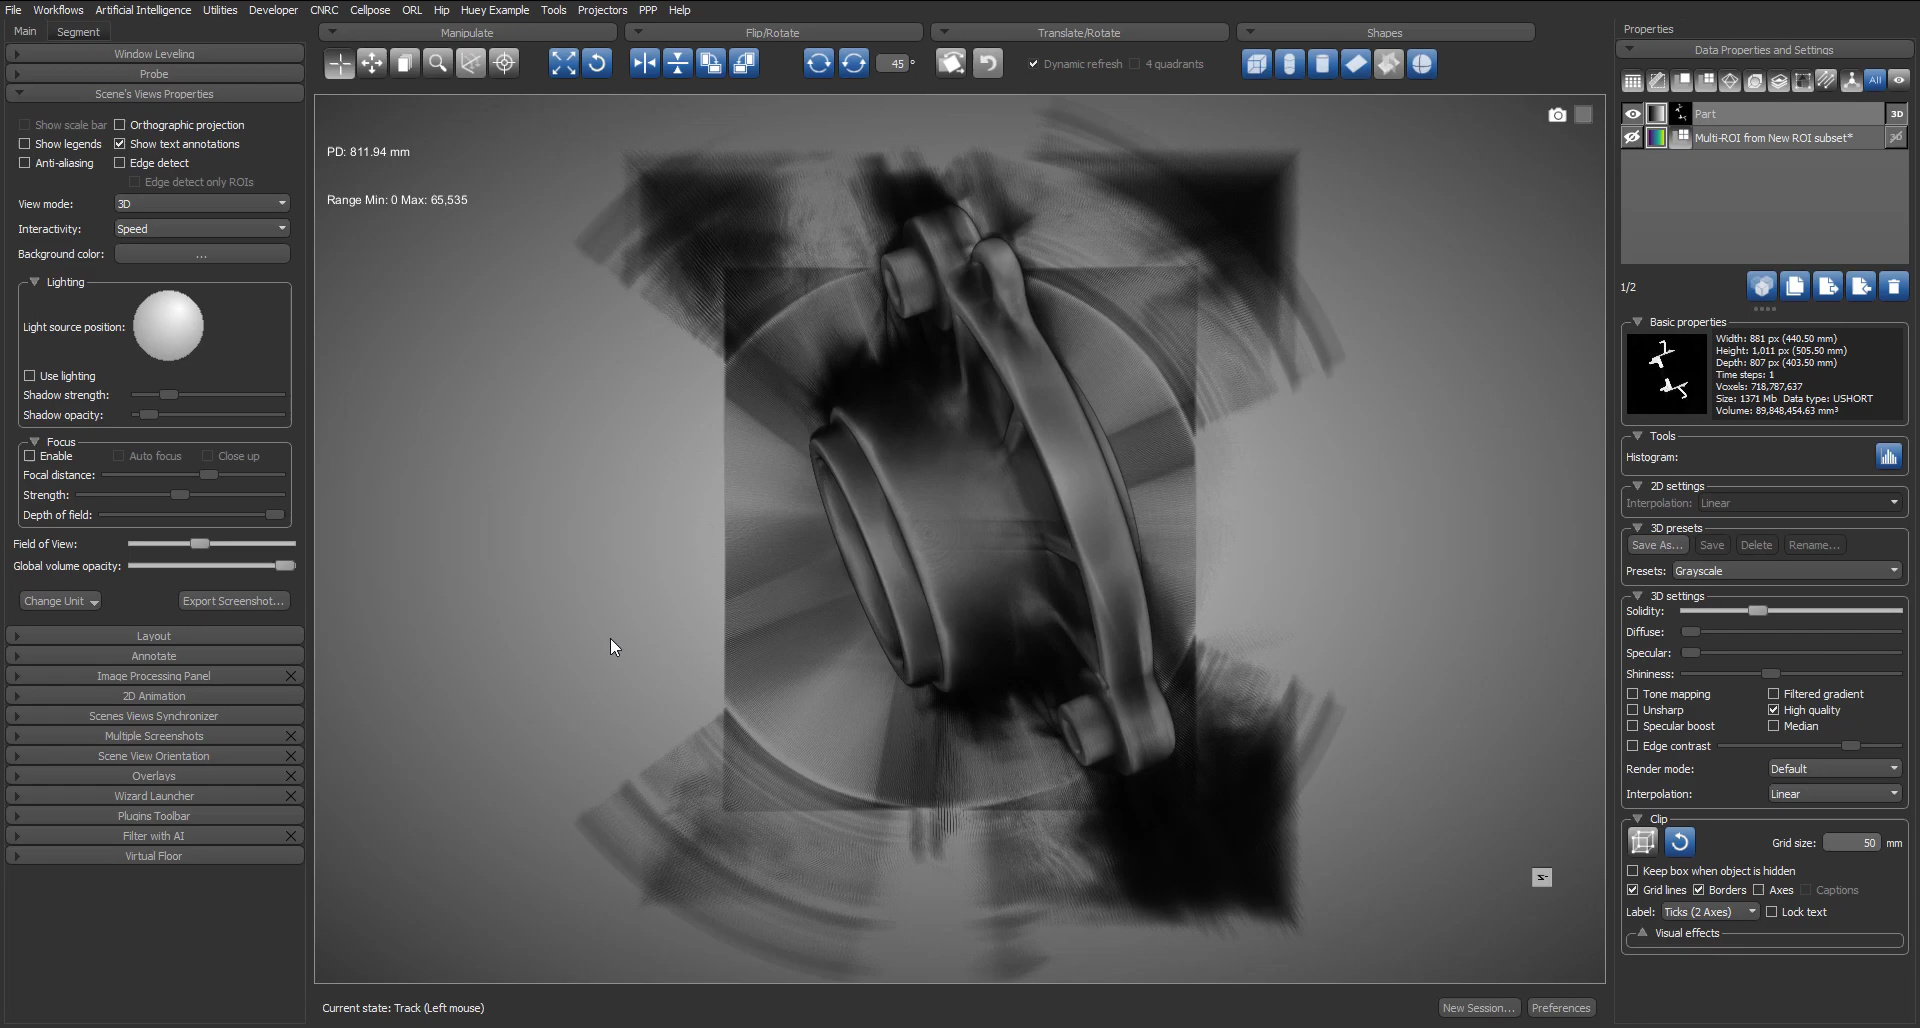 File Workflows Artificial Intelligence Utilities Developer CNRC Cellpose ORL Hip Huey Example Tools Projectors PPP Help
Main Segment
Window Leveling
Probe
Scene's Views Properties
Show scale bar Orthographic projection
Show legends Show text annotations
Anti-aliasing Edge detect
Edge detect only ROIs
View mode: 3D
Interactivity: Speed
Background color: ...
Lighting
Light source position:
Use lighting
Shadow strength:
Shadow opacity:
Focus
Enable Auto focus Close up
Focal distance:
Strength:
Depth of field:
Field of View:
Global volume opacity:
Change Unit Export Screenshot...
Layout
Annotate
Image Processing Panel
2D Animation
Scenes Views Synchronizer
Multiple Screenshots
Scene View Orientation
Overlays
Wizard Launcher
Plugins Toolbar
Filter with AI
Virtual Floor
Manipulate Flip/Rotate Translate/Rotate Shapes
45 ° Dynamic refresh 4 quadrants
PD: 811.94 mm
Range Min: 0 Max: 65,535
Z-
Current state: Track (Left mouse)
New Session... Preferences
Properties
Data Properties and Settings
All
Part 3D
Multi-ROI from New ROI subset*
1/2
Basic properties
Width: 881 px (440.50 mm)
Height: 1,011 px (505.50 mm)
Depth: 807 px (403.50 mm)
Time steps: 1
Voxels: 718,787,637
Size: 1371 Mb Data type: USHORT
Volume: 89,848,454.63 mm³
Tools
Histogram:
2D settings
Interpolation: Linear
3D presets
Save As... Save Delete Rename...
Presets: Grayscale
3D settings
Solidity:
Diffuse:
Specular:
Shininess:
Tone mapping Filtered gradient
Unsharp High quality
Specular boost Median
Edge contrast
Render mode: Default
Interpolation: Linear
Clip
Grid size: 50 mm
Keep box when object is hidden
Grid lines Borders Axes Captions
Label: Ticks (2 Axes) Lock text
Visual effects